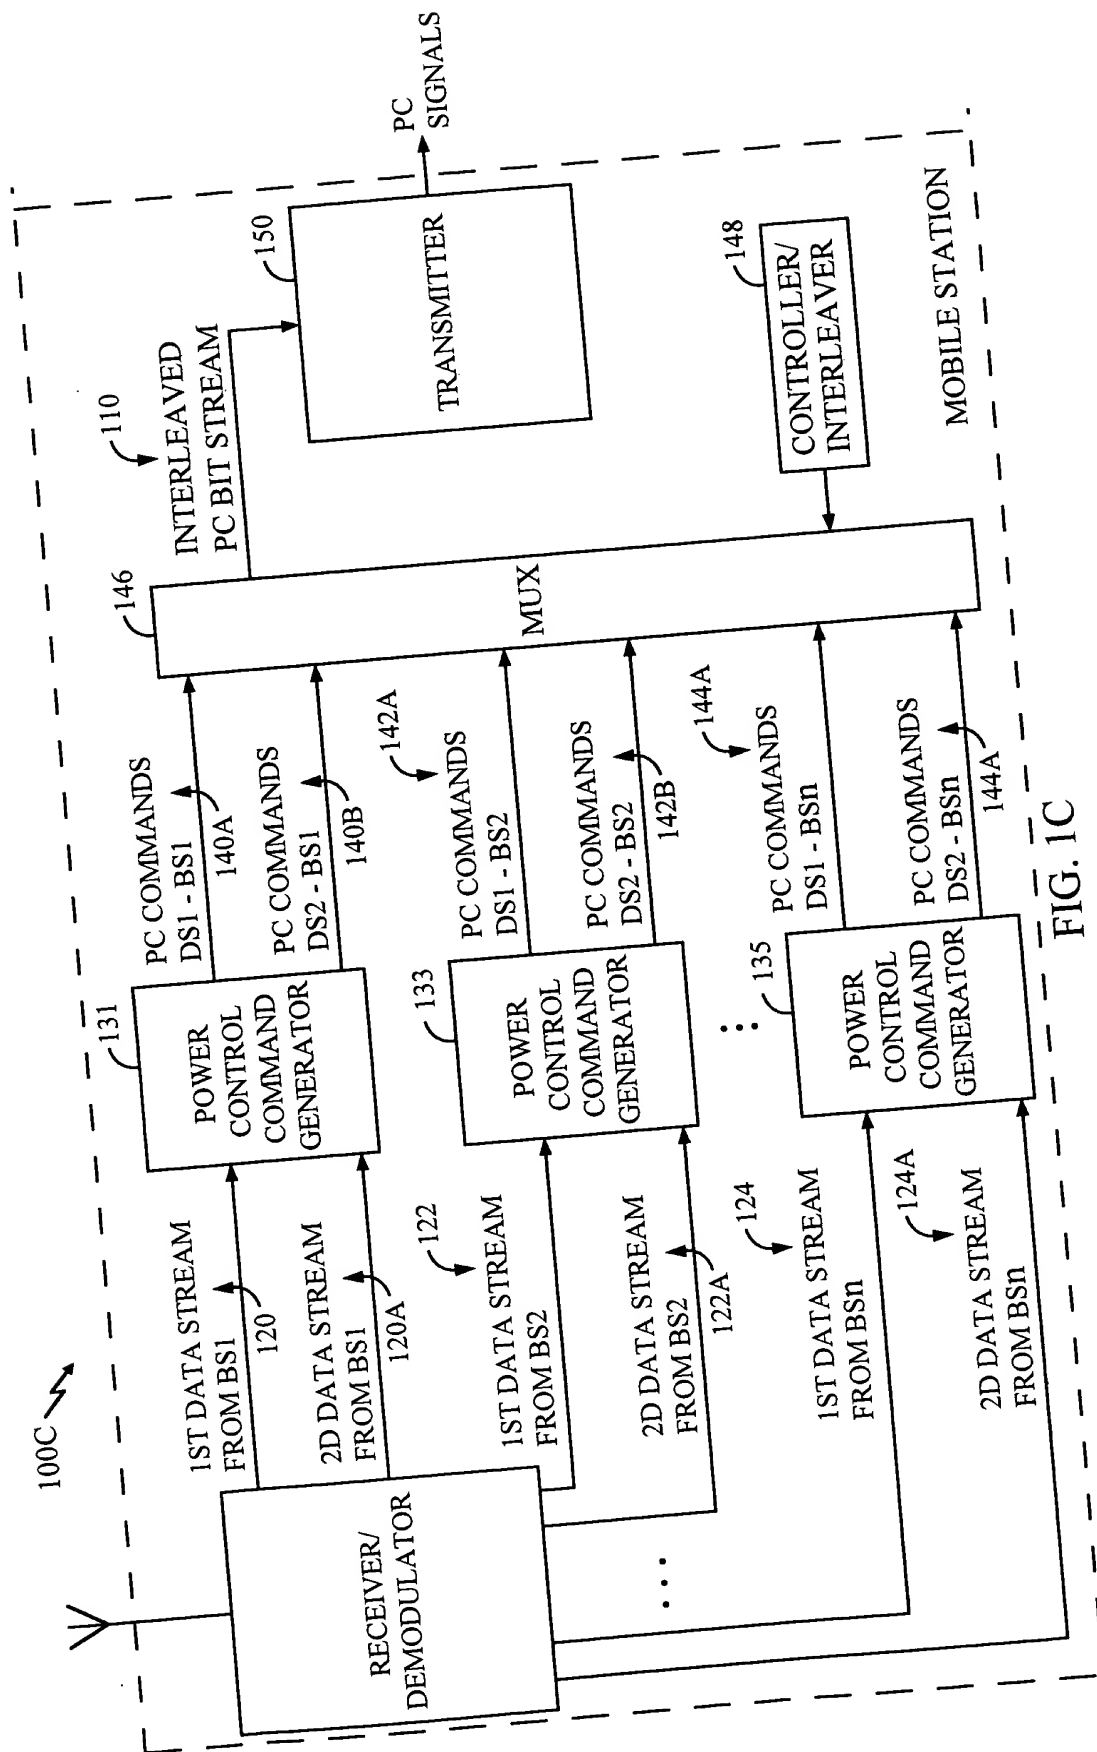 100C
RECEIVER/
DEMODULATOR
1ST DATA STREAM
FROM BS1
120
2D DATA STREAM
FROM BS1
120A
122
1ST DATA STREAM
FROM BS2
2D DATA STREAM
FROM BS2
122A
124
1ST DATA STREAM
FROM BSn
124A
2D DATA STREAM
FROM BSn
...
131
POWER
CONTROL
COMMAND
GENERATOR
133
POWER
CONTROL
COMMAND
GENERATOR
...
135
POWER
CONTROL
COMMAND
GENERATOR
PC COMMANDS
DS1 - BS1
140A
PC COMMANDS
DS2 - BS1
140B
142A
PC COMMANDS
DS1 - BS2
PC COMMANDS
DS2 - BS2
142B
144A
PC COMMANDS
DS1 - BSn
PC COMMANDS
DS2 - BSn
144A
146
MUX
110
INTERLEAVED
PC BIT STREAM
150
TRANSMITTER
PC
SIGNALS
148
CONTROLLER/
INTERLEAVER
MOBILE STATION
FIG. 1C